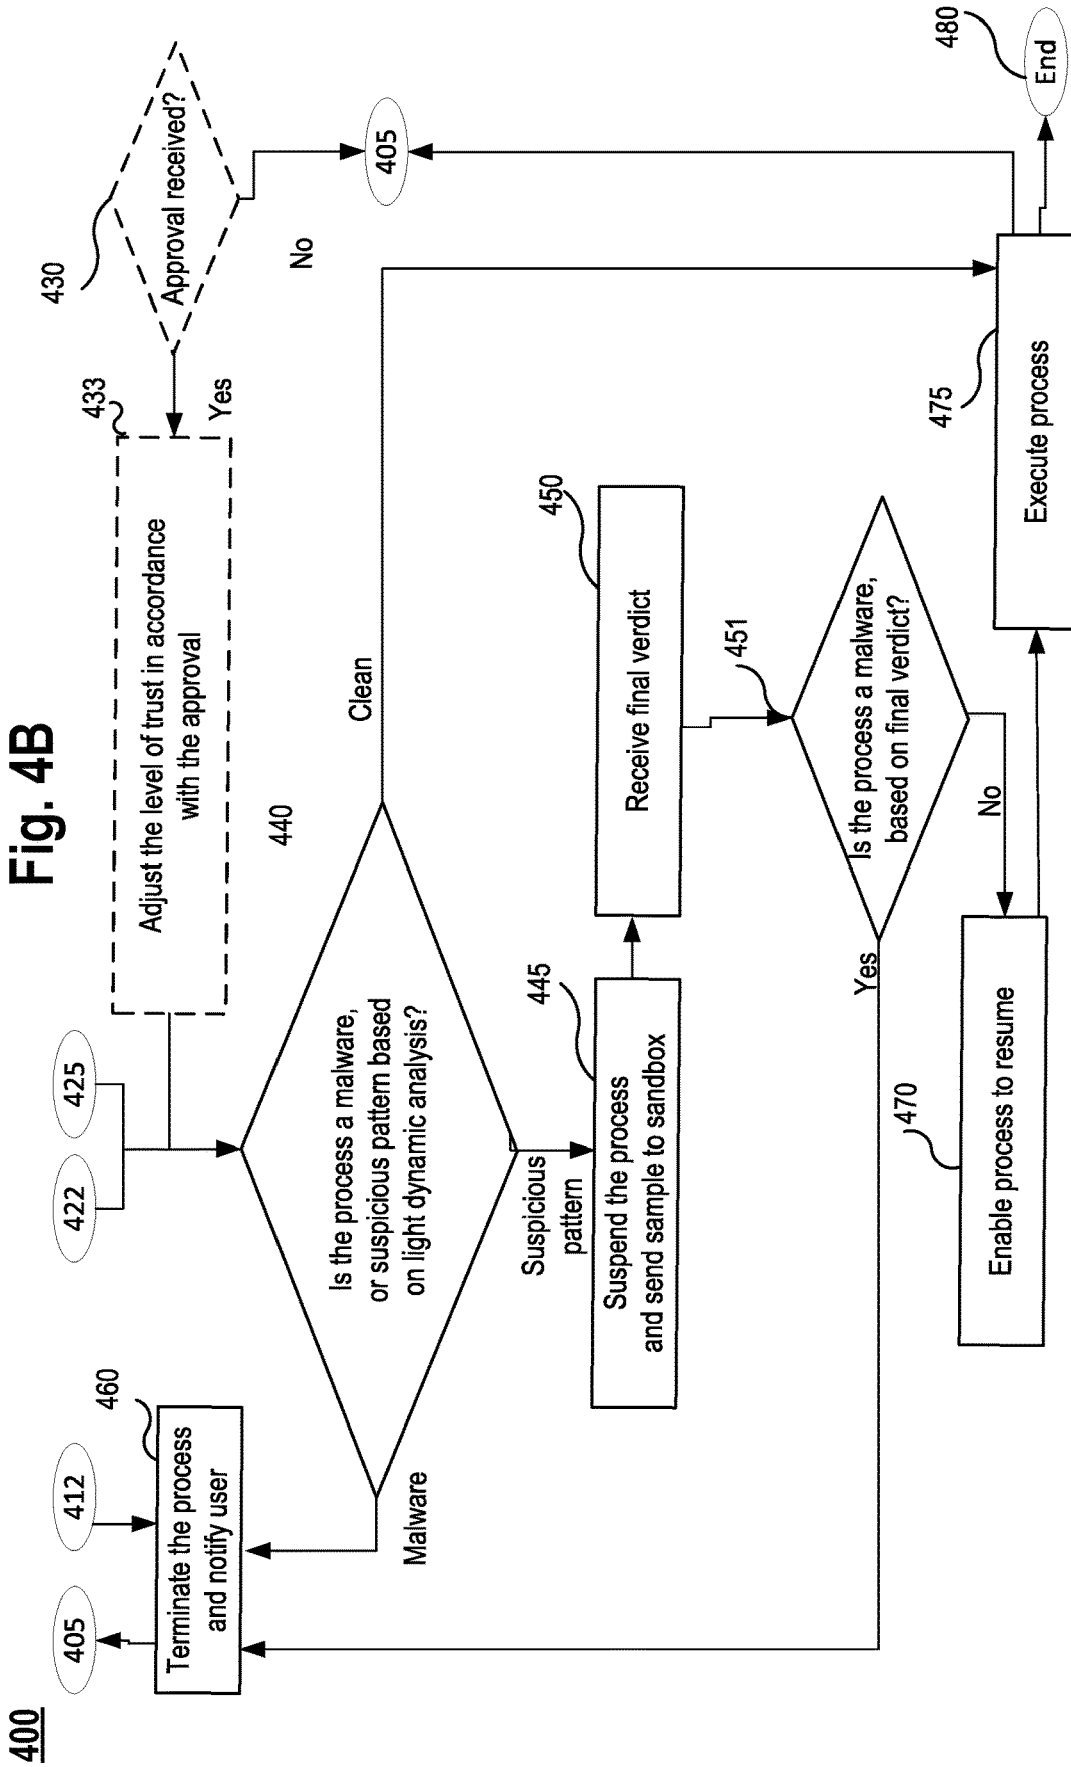 400
Fig. 4B
405
412
422
425
460
Terminate the process
and notify user
433
Adjust the level of trust in accordance
with the approval
Yes
430
Approval received?
No
405
440
Is the process a malware,
or suspicious pattern based
on light dynamic analysis?
Malware
Clean
Suspicious
pattern
445
Suspend the process
and send sample to sandbox
450
Receive final verdict
451
Is the process a malware,
based on final verdict?
Yes
No
470
Enable process to resume
475
Execute process
480
End